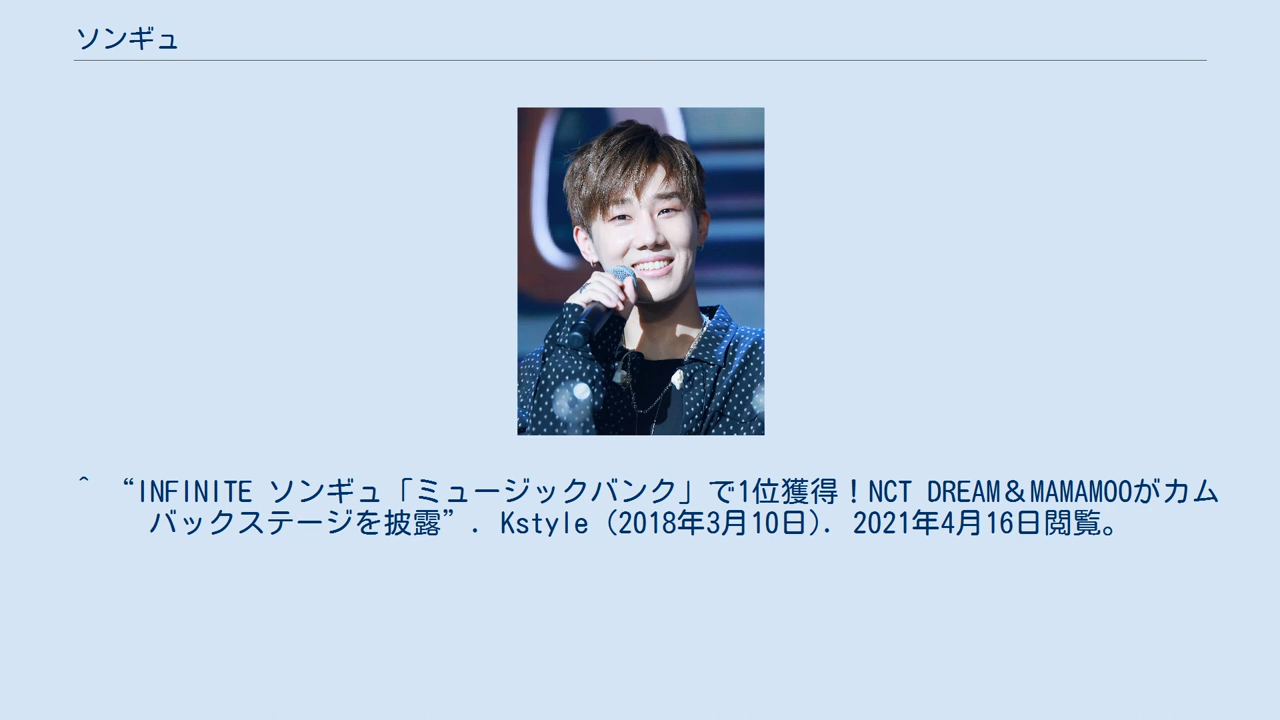 ソンギュ
^ “INFINITE ソンギュ「ミュージックバンク」で1位獲得！NCT DREAM＆MAMAMOOがカム
バックステージを披露”. Kstyle (2018年3月10日). 2021年4月16日閲覧。